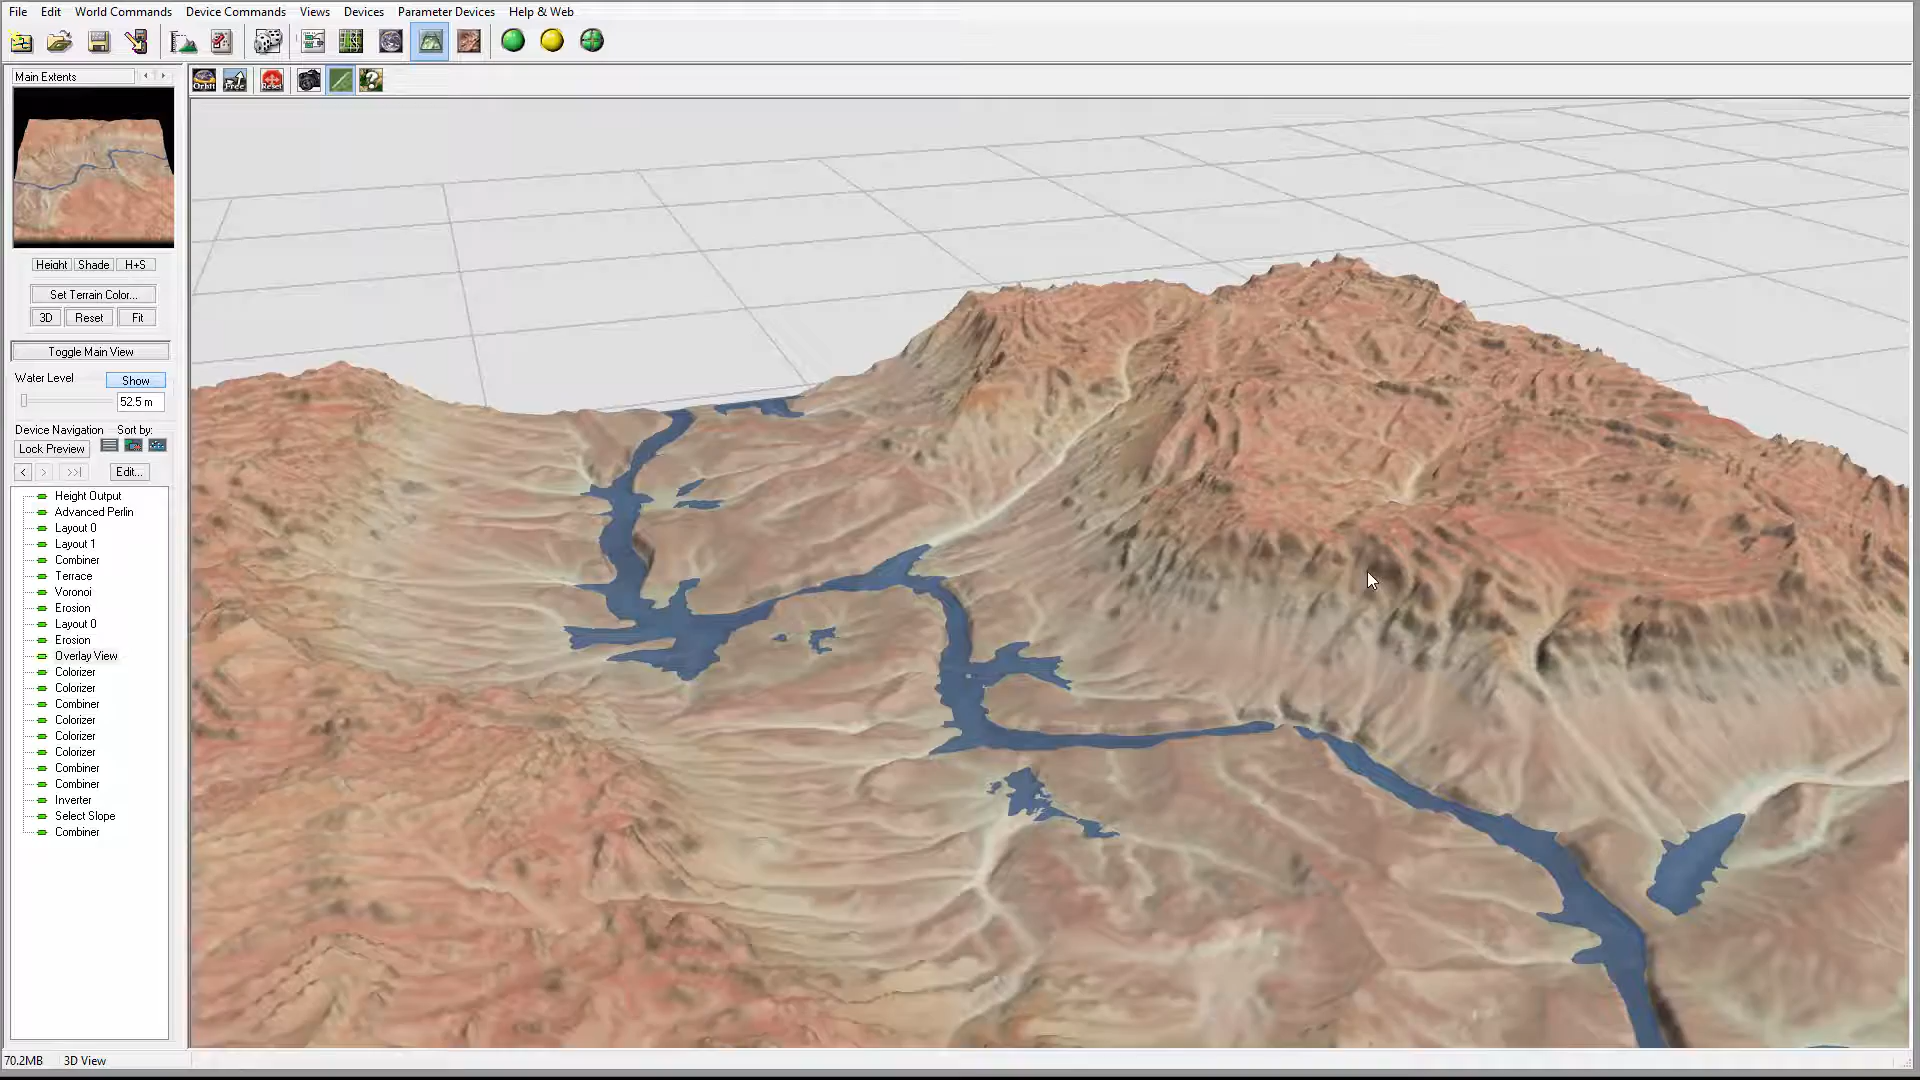 File Edit World Commands Device Commands Views Devices Parameter Devices Help & Web
Main Extents
Orbit Free Reset
Height Shade H+S
Set Terrain Color...
3D Reset Fit
Toggle Main View
Water Level Show
52.5 m
Device Navigation Sort by:
Lock Preview
< > >>| Edit...
Height Output
Advanced Perlin
Layout 0
Layout 1
Combiner
Terrace
Voronoi
Erosion
Layout 0
Erosion
Overlay View
Colorizer
Colorizer
Combiner
Colorizer
Colorizer
Colorizer
Combiner
Combiner
Inverter
Select Slope
Combiner
70.2MB 3D View